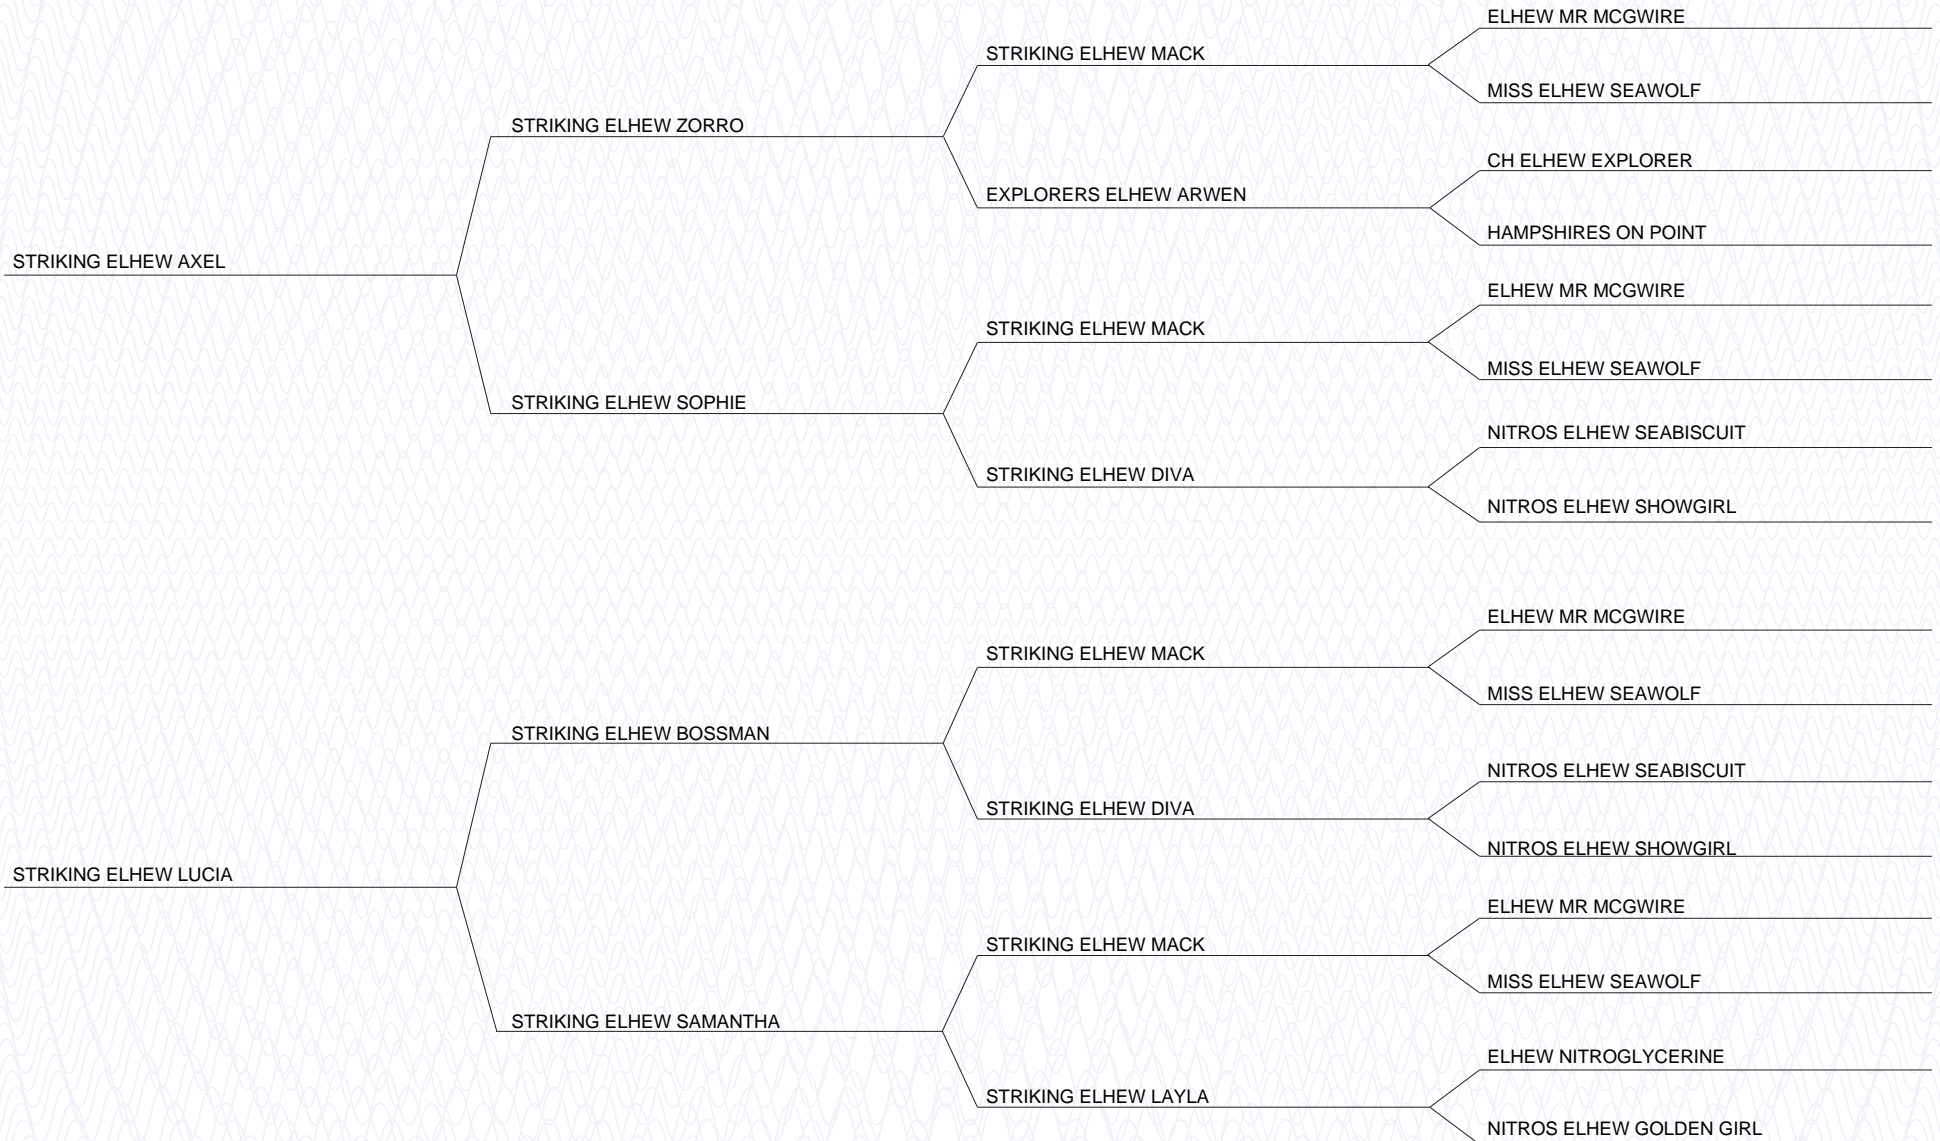 ELHEW MR MCGWIRE
STRIKING ELHEW MACK
MISS ELHEW SEAWOLF
STRIKING ELHEW ZORRO
CH ELHEW EXPLORER
EXPLORERS ELHEW ARWEN
HAMPSHIRES ON POINT
STRIKING ELHEW AXEL
ELHEW MR MCGWIRE
STRIKING ELHEW MACK
MISS ELHEW SEAWOLF
STRIKING ELHEW SOPHIE
NITROS ELHEW SEABISCUIT
STRIKING ELHEW DIVA
NITROS ELHEW SHOWGIRL
ELHEW MR MCGWIRE
STRIKING ELHEW MACK
MISS ELHEW SEAWOLF
STRIKING ELHEW BOSSMAN
NITROS ELHEW SEABISCUIT
STRIKING ELHEW DIVA
NITROS ELHEW SHOWGIRL
STRIKING ELHEW LUCIA
ELHEW MR MCGWIRE
STRIKING ELHEW MACK
MISS ELHEW SEAWOLF
STRIKING ELHEW SAMANTHA
ELHEW NITROGLYCERINE
STRIKING ELHEW LAYLA
NITROS ELHEW GOLDEN GIRL